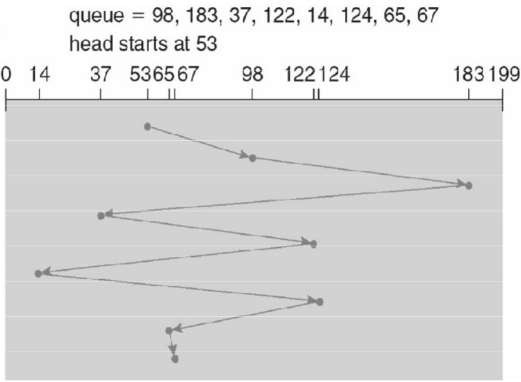 queue = 98, 183, 37, 122, 14, 124, 65, 67
head starts at 53
0 14 37 536567 98 122124 183199